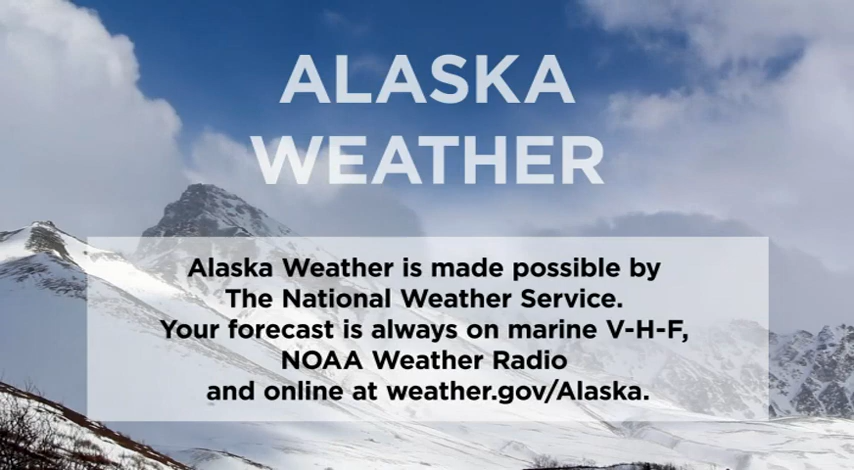 ALASKA
WEATHER
Alaska Weather is made possible by
The National Weather Service.
Your forecast is always on marine V-H-F,
NOAA Weather Radio
and online at weather.gov/Alaska.